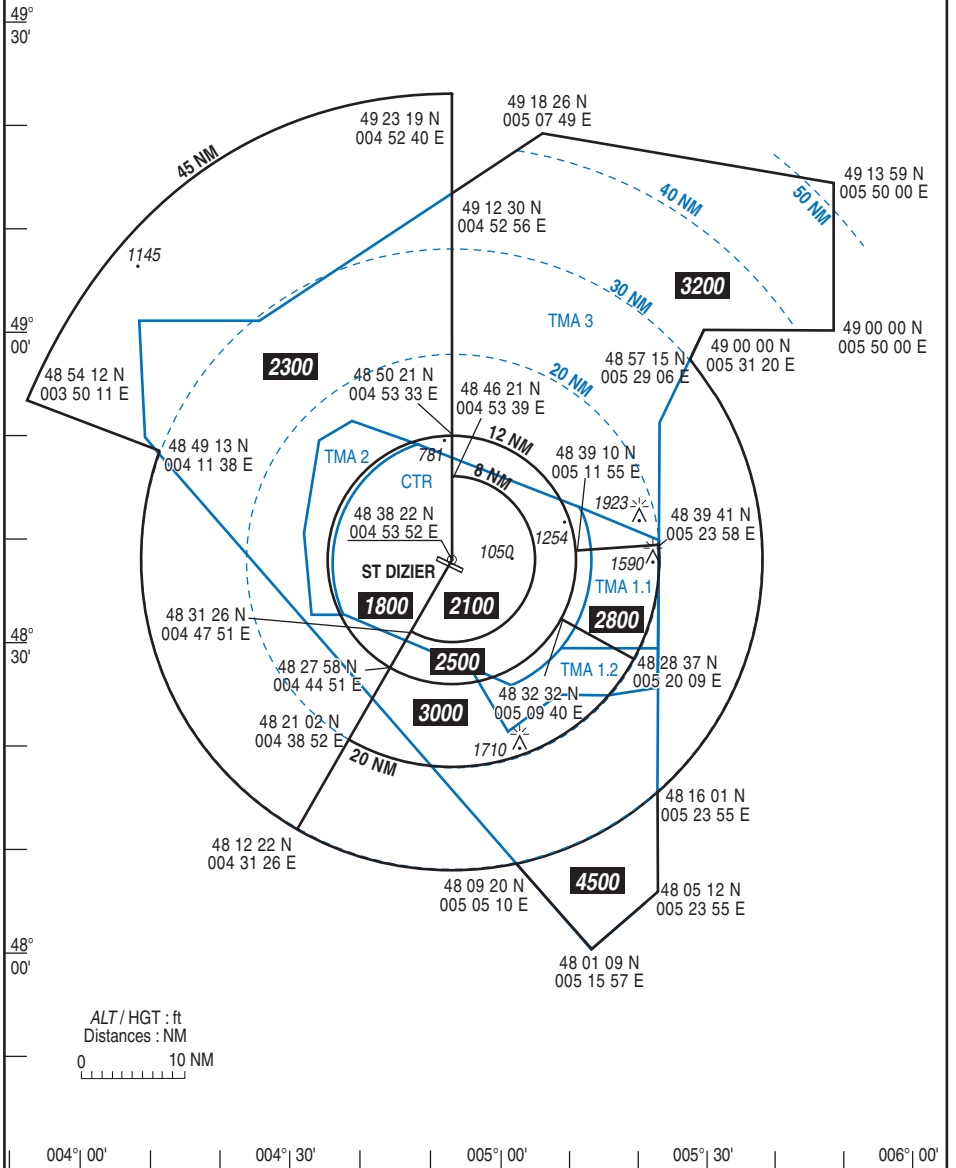 49°
30'
49 23 19 N
004 52 40 E
49 18 26 N
005 07 49 E
45 NM
49 13 59 N
005 50 00 E
40 NM
50 NM
49 12 30 N
004 52 56 E
1145
3200
30 NM
TMA 3
49°
00'
49 00 00 N
005 50 00 E
49 00 00 N
005 31 20 E
48 57 15 N
005 29 06 E
2300
48 54 12 N
003 50 11 E
48 50 21 N
004 53 33 E
48 46 21 N
004 53 39 E
20 NM
48 49 13 N
004 11 38 E
12 NM
781
TMA 2
CTR
8 NM
48 39 10 N
005 11 55 E
1923
48 38 22 N
004 53 52 E
1254
48 39 41 N
005 23 58 E
1050
1590
ST DIZIER
TMA 1.1
1800
2100
2800
48 31 26 N
004 47 51 E
48°
30'
2500
48 27 58 N
004 44 51 E
TMA 1.2
48 28 37 N
005 20 09 E
48 32 32 N
005 09 40 E
3000
48 21 02 N
004 38 52 E
1710
20 NM
48 16 01 N
005 23 55 E
48 12 22 N
004 31 26 E
48 09 20 N
005 05 10 E
4500
48 05 12 N
005 23 55 E
48°
00'
48 01 09 N
005 15 57 E
ALT / HGT : ft
Distances : NM
0 10 NM
004° 00' 004° 30' 005° 00' 005° 30' 006° 00'